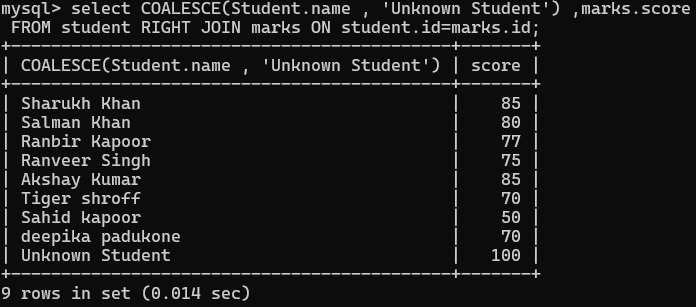 mysql> select COALESCE(Student.name , 'Unknown Student') ,marks.score
 FROM student RIGHT JOIN marks ON student.id=marks.id;
+------------------------------------------+-------+
| COALESCE(Student.name , 'Unknown Student') | score |
+------------------------------------------+-------+
| Sharukh Khan | 85 |
| Salman Khan | 80 |
| Ranbir Kapoor | 77 |
| Ranveer Singh | 75 |
| Akshay Kumar | 85 |
| Tiger shroff | 70 |
| Sahid kapoor | 50 |
| deepika padukone | 70 |
| Unknown Student | 100 |
+------------------------------------------+-------+
9 rows in set (0.014 sec)